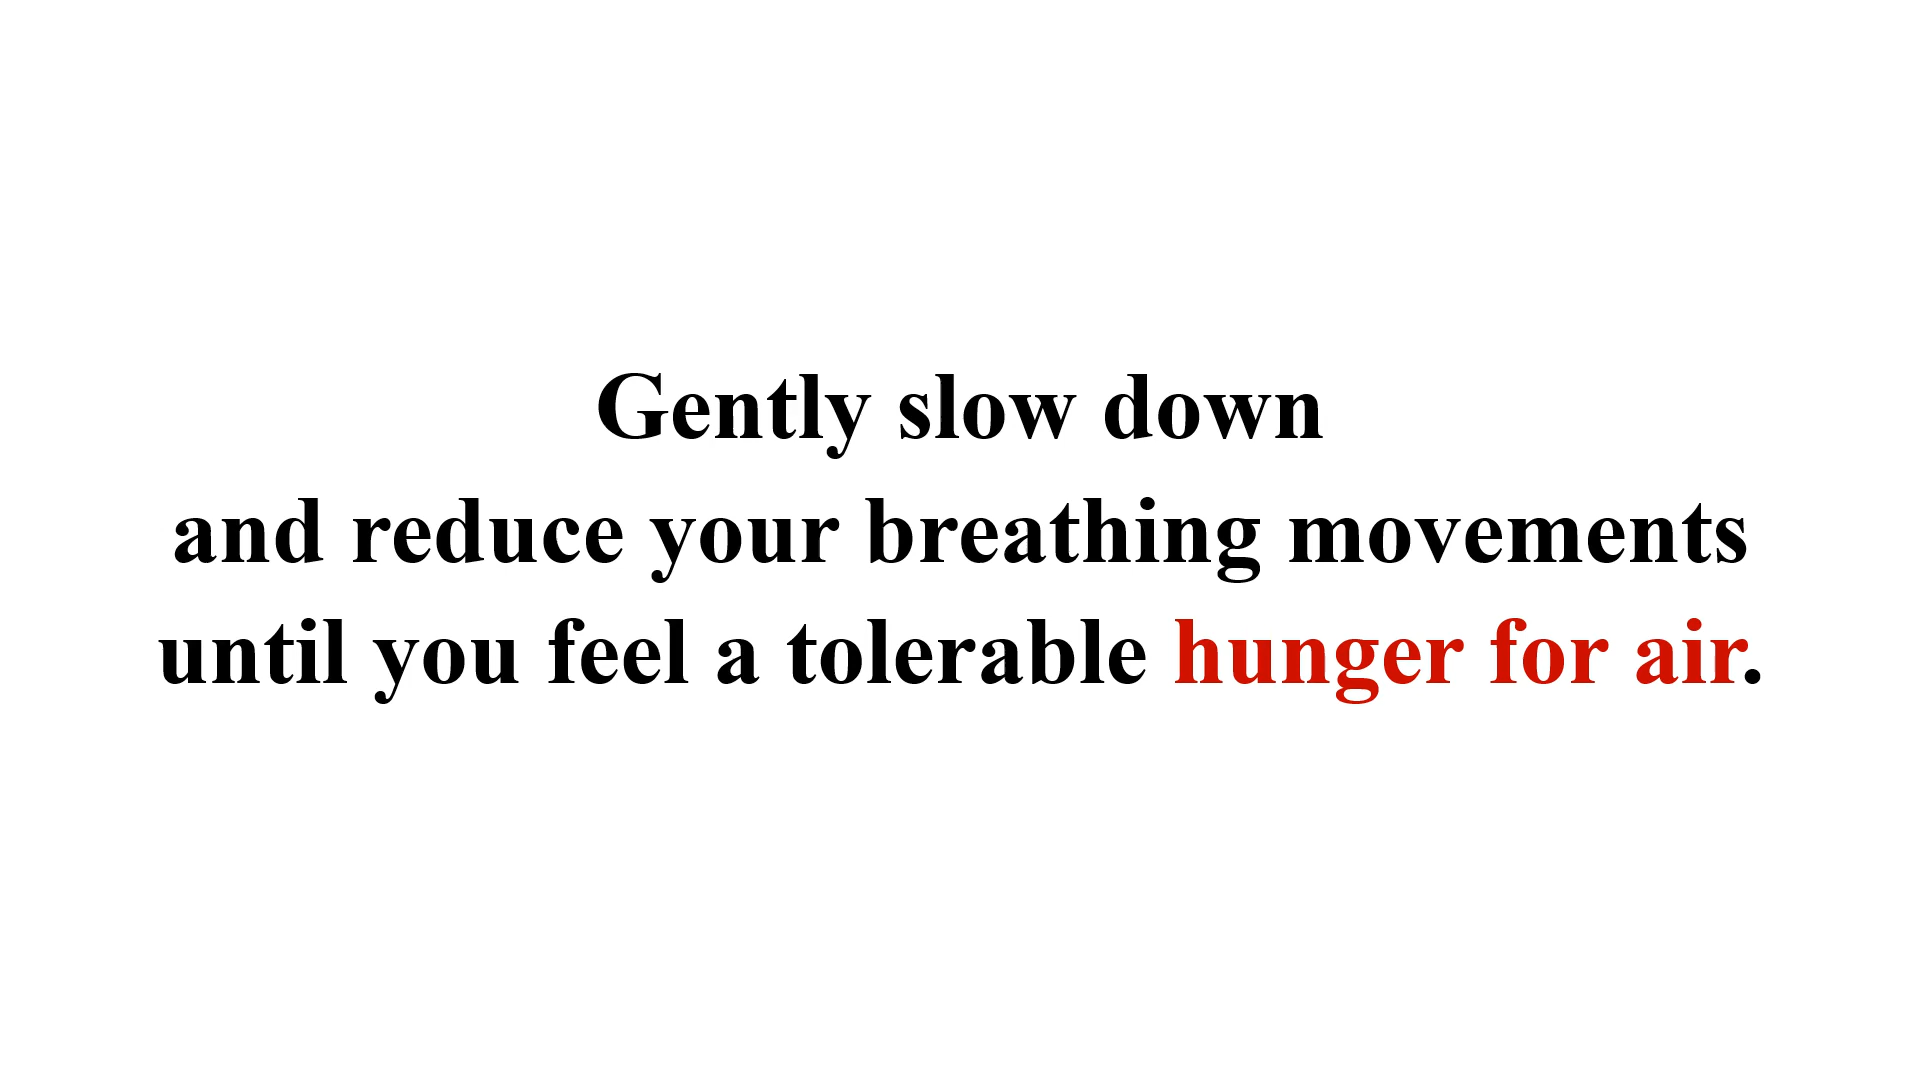 Gently slow down
and reduce your breathing movements
until you feel a tolerable hunger for air.